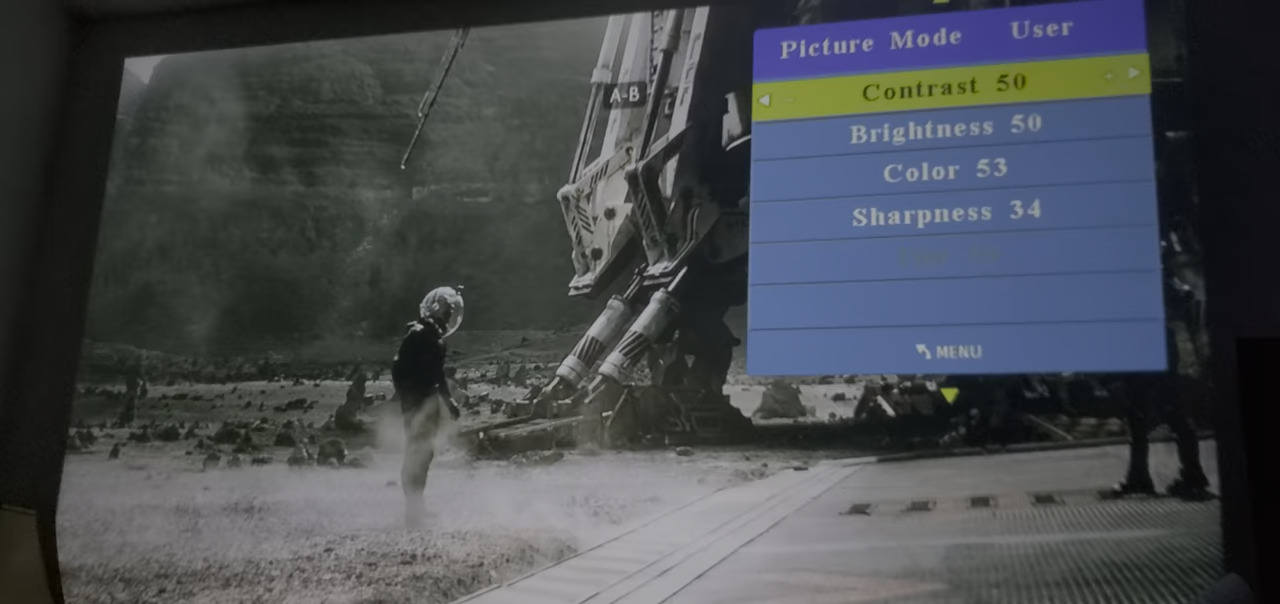 Picture Mode User
Contrast 50
Brightness 50
Color 53
Sharpness 34
MENU
A-B